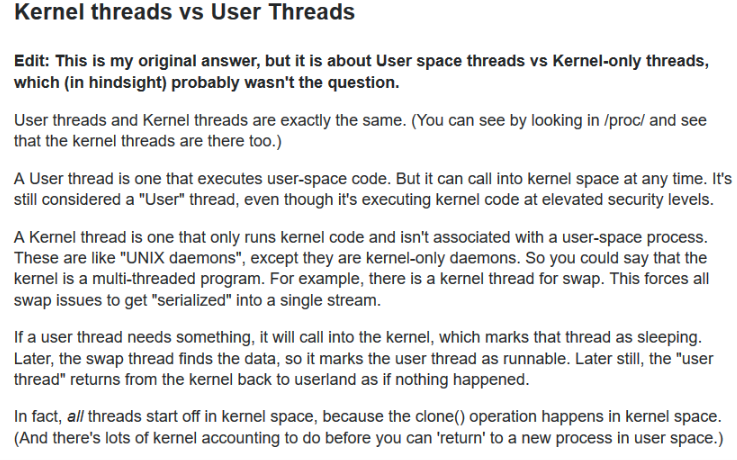 Kernel threads vs User Threads
Edit: This is my original answer, but it is about User space threads vs Kernel-only threads,
which (in hindsight) probably wasn't the question.
User threads and Kernel threads are exactly the same. (You can see by looking in /proc/ and see
that the kernel threads are there too.)
A User thread is one that executes user-space code. But it can call into kernel space at any time. It's
still considered a "User" thread, even though it's executing kernel code at elevated security levels.
A Kernel thread is one that only runs kernel code and isn't associated with a user-space process.
These are like "UNIX daemons", except they are kernel-only daemons. So you could say that the
kernel is a multi-threaded program. For example, there is a kernel thread for swap. This forces all
swap issues to get "serialized" into a single stream.
If a user thread needs something, it will call into the kernel, which marks that thread as sleeping.
Later, the swap thread finds the data, so it marks the user thread as runnable. Later still, the "user
thread" returns from the kernel back to userland as if nothing happened.
In fact, all threads start off in kernel space, because the clone() operation happens in kernel space.
(And there's lots of kernel accounting to do before you can 'return' to a new process in user space.)